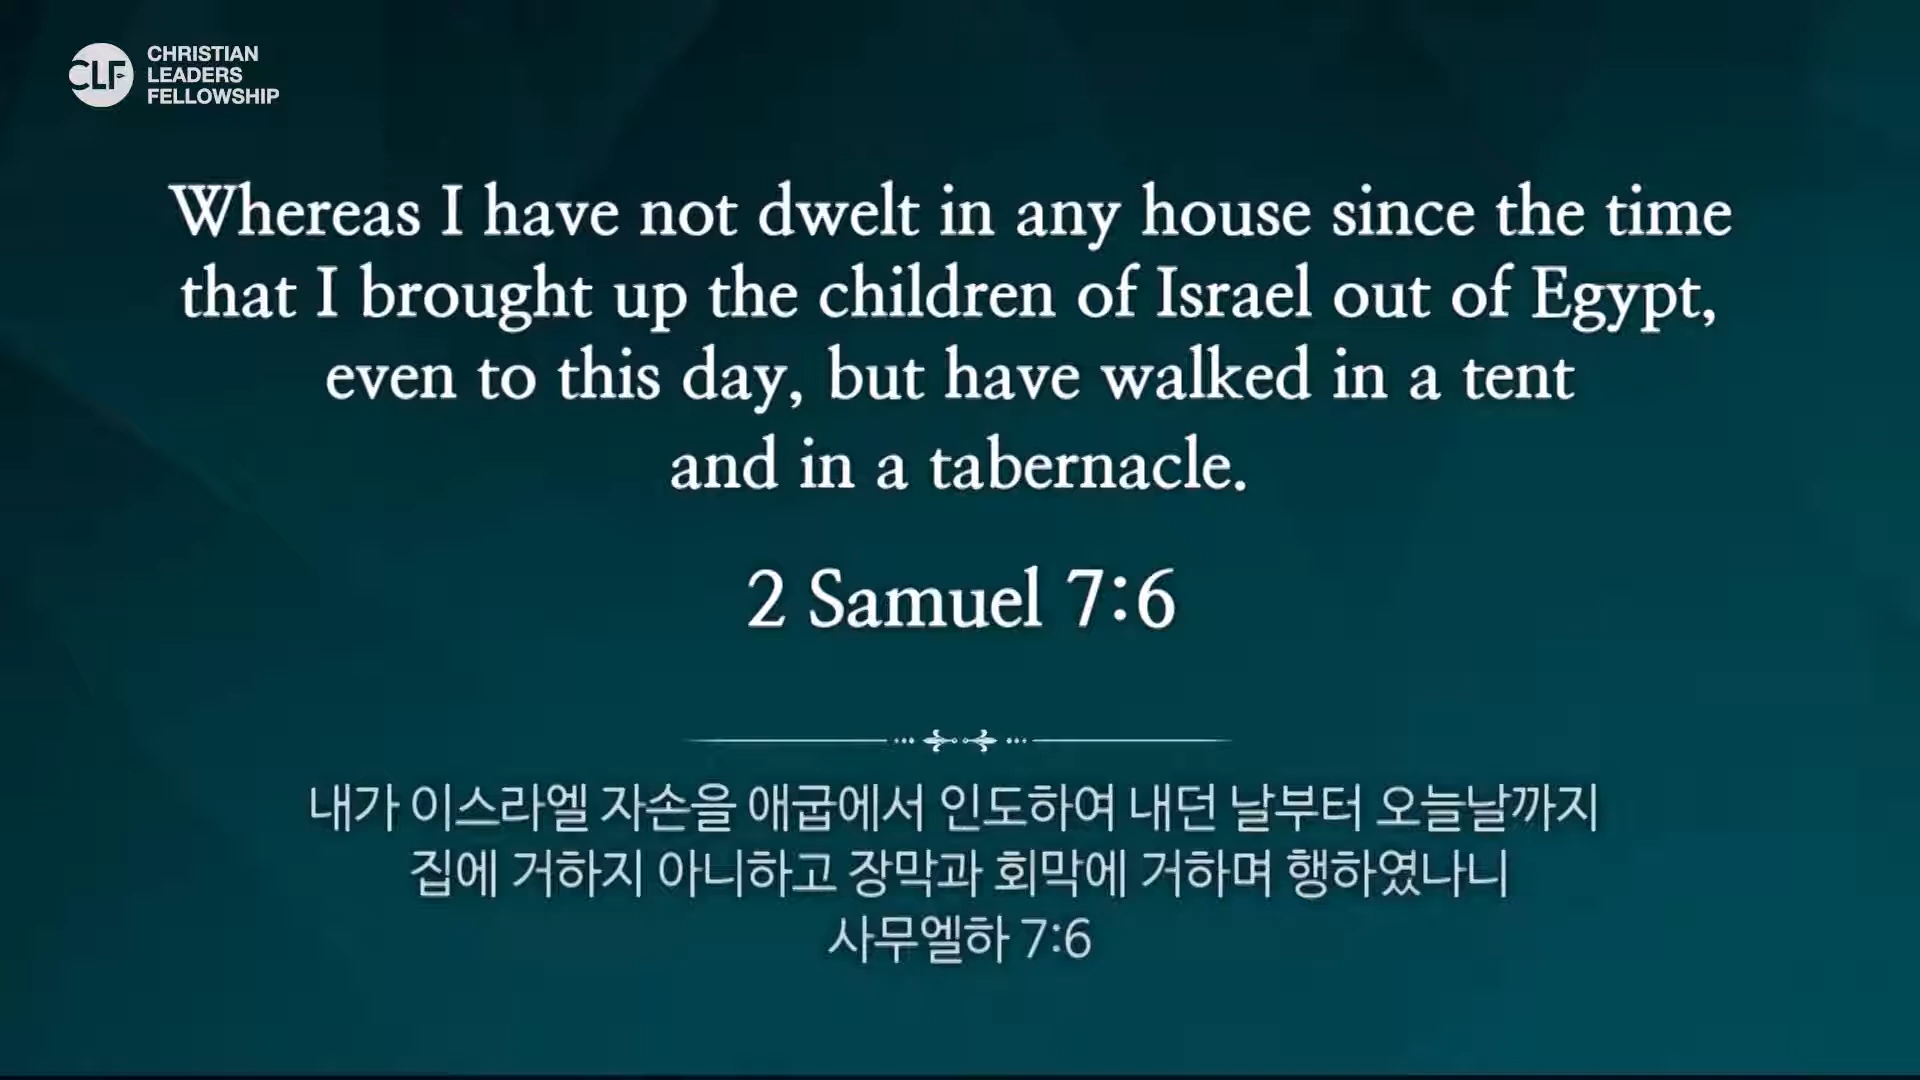 CLF
CHRISTIAN
LEADERS
FELLOWSHIP
Whereas I have not dwelt in any house since the time
that I brought up the children of Israel out of Egypt,
even to this day, but have walked in a tent
and in a tabernacle.
2 Samuel 7:6
내가 이스라엘 자손을 애굽에서 인도하여 내던 날부터 오늘날까지
집에 거하지 아니하고 장막과 회막에 거하며 행하였나니
사무엘하 7:6